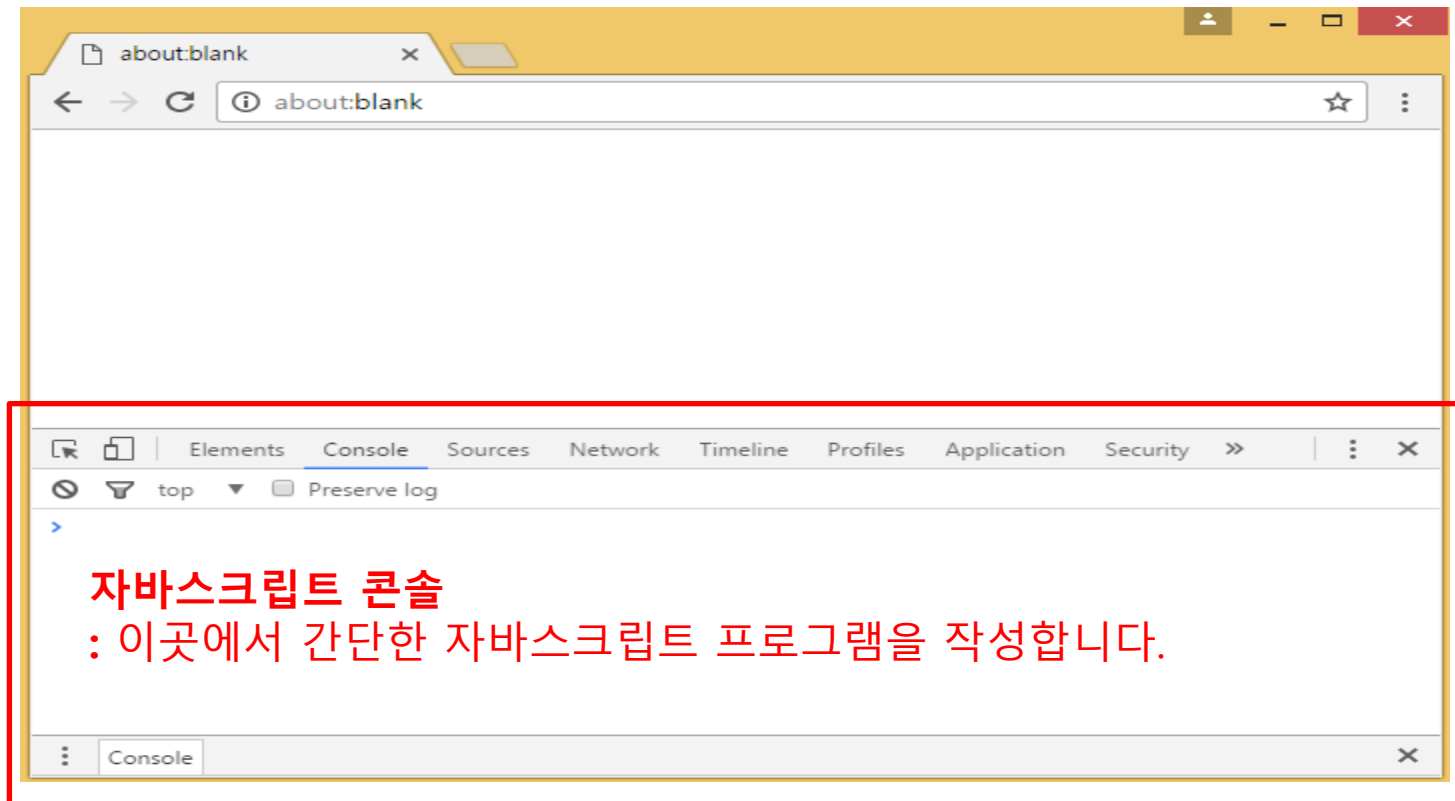 about:blank
about:blank
Elements Console Sources Network Timeline Profiles Application Security »
top ▼ Preserve log
>
자바스크립트 콘솔
: 이곳에서 간단한 자바스크립트 프로그램을 작성합니다.
Console